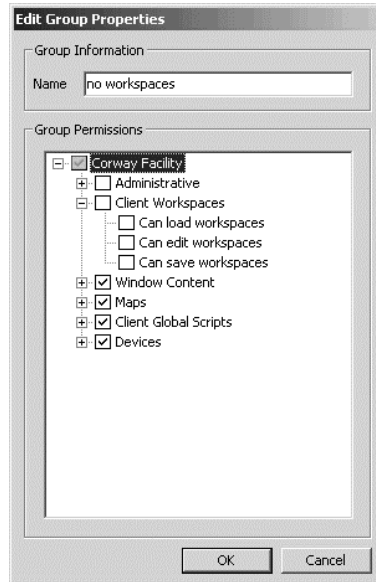 Edit Group Properties
Group Information
Name no workspaces
Group Permissions
Corway Facility
Administrative
Client Workspaces
Can load workspaces
Can edit workspaces
Can save workspaces
Window Content
Maps
Client Global Scripts
Devices
OK Cancel